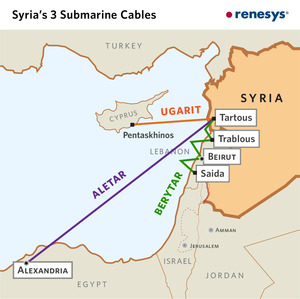 Syria's 3 Submarine Cables
renesys®
TURKEY
SYRIA
CYPRUS
UGARIT
Tartous
Pentaskhinos
Trablous
LEBANON
BEIRUT
ALETAR
Saida
BERYTAR
AMMAN
JERUSALEM
ALEXANDRIA
ISRAEL
JORDAN
EGYPT